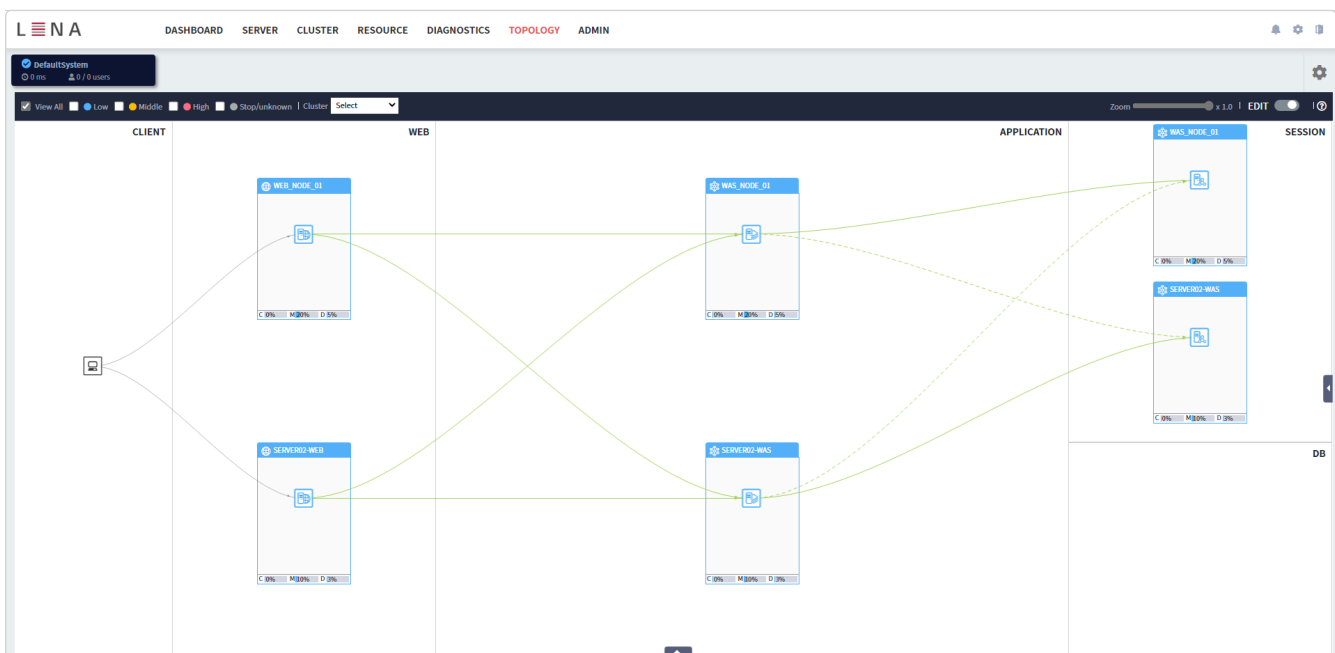 LENA
DASHBOARD SERVER CLUSTER RESOURCE DIAGNOSTICS TOPOLOGY ADMIN
DefaultSystem
0 ms 0 / 0 users
View All Low Middle High Stop/unknown | Cluster Select Zoom x 1.0 | EDIT |
CLIENT WEB APPLICATION SESSION
WAS_NODE_01
C 0% M 20% D 5%
WEB_NODE_01
C 0% M 20% D 5%
WAS_NODE_01
C 0% M 20% D 5%
SERVER02-WAS
C 0% M 10% D 3%
SERVER02-WEB
C 0% M 10% D 3%
SERVER02-WAS
C 0% M 10% D 3%
DB